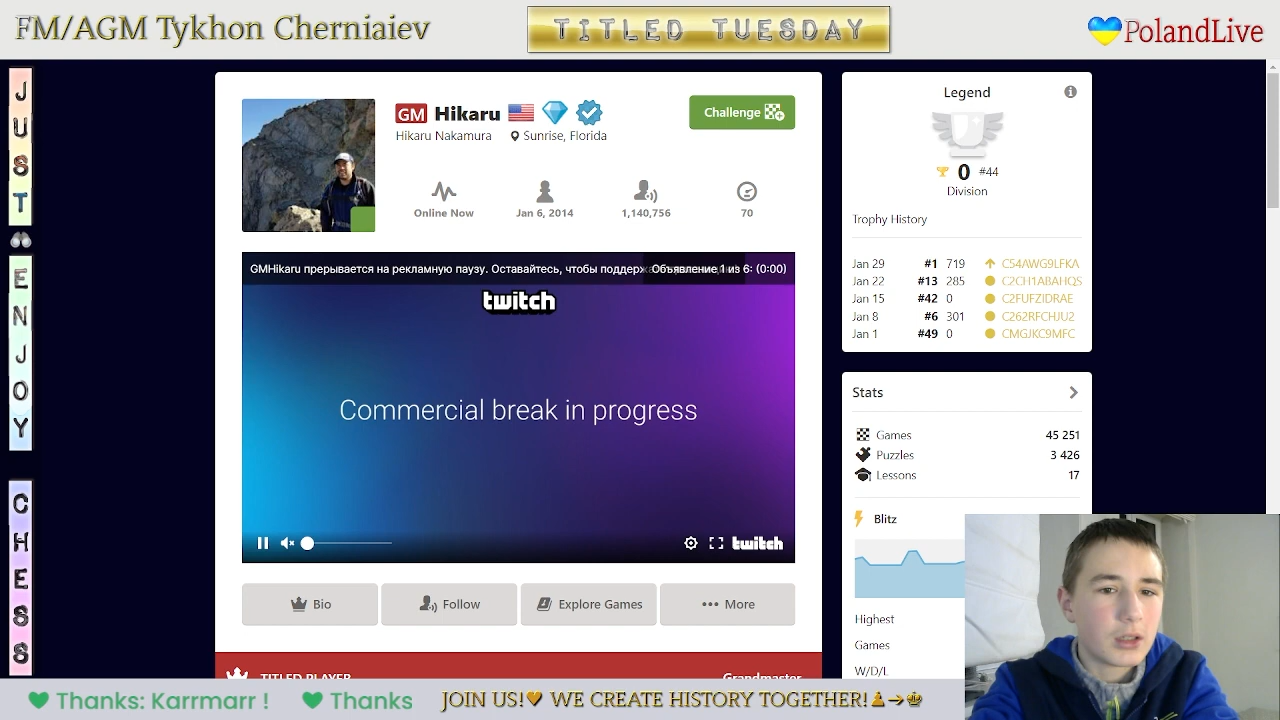 FM/AGM Tykhon Cherniaiev
TITLED TUESDAY
PolandLive
JUST
ENJOY
CHESS
GM Hikaru
Hikaru Nakamura
Sunrise, Florida
Challenge
Online Now
Jan 6, 2014
1,140,756
70
GMHikaru прерывается на рекламную паузу. Оставайтесь, чтобы поддерж
Объявление 1 из 6: (0:00)
twitch
Commercial break in progress
twitch
Bio
Follow
Explore Games
More
TITLED PLAYER
Grandmaster
Legend
0 #44
Division
Trophy History
Jan 29 #1 719 C54AWG9LFKA
Jan 22 #13 285 C2CH1ABAHQS
Jan 15 #42 0 C2FUFZIDRAE
Jan 8 #6 301 C262RFCHJU2
Jan 1 #49 0 CMGJKC9MFC
Stats
Games 45 251
Puzzles 3 426
Lessons 17
Blitz
Highest
Games
W/D/L
Thanks: Karrmarr !
Thanks
JOIN US! WE CREATE HISTORY TOGETHER!